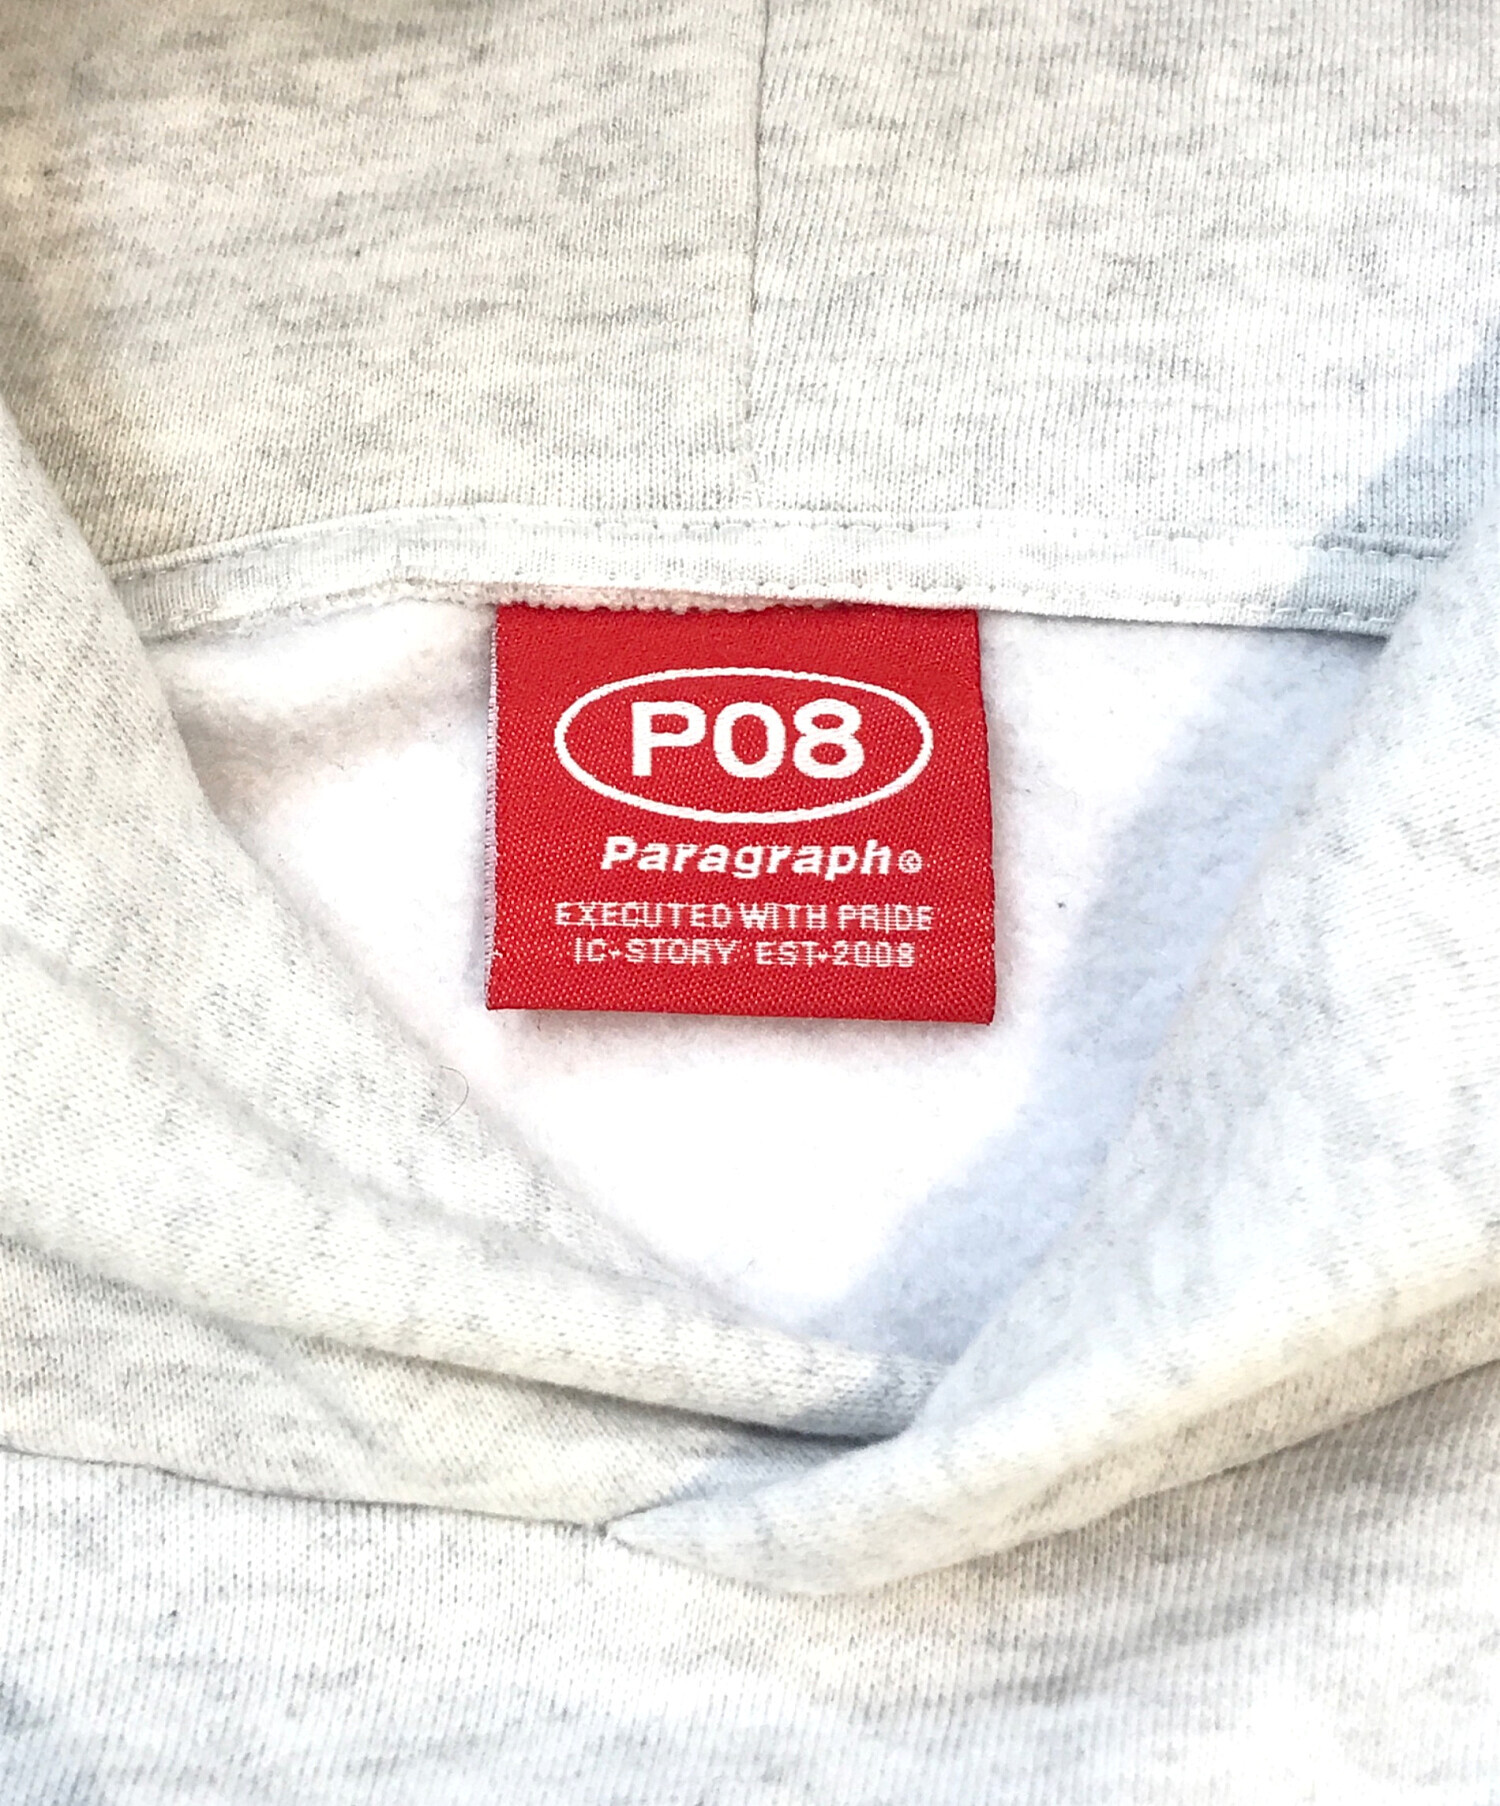 P08
Paragraph©
EXECUTED WITH PRIDE
IC-STORY EST-2008